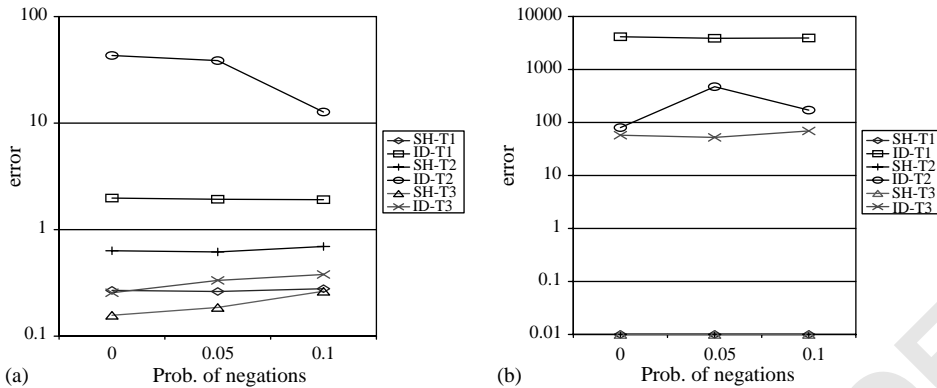 100
10
1
0.1
error
0
0.05
0.1
Prob. of negations
(a)
SH-T1
ID-T1
SH-T2
ID-T2
SH-T3
ID-T3
10000
1000
100
10
1
0.1
0.01
error
0
0.05
0.1
Prob. of negations
(b)
SH-T1
ID-T1
SH-T2
ID-T2
SH-T3
ID-T3